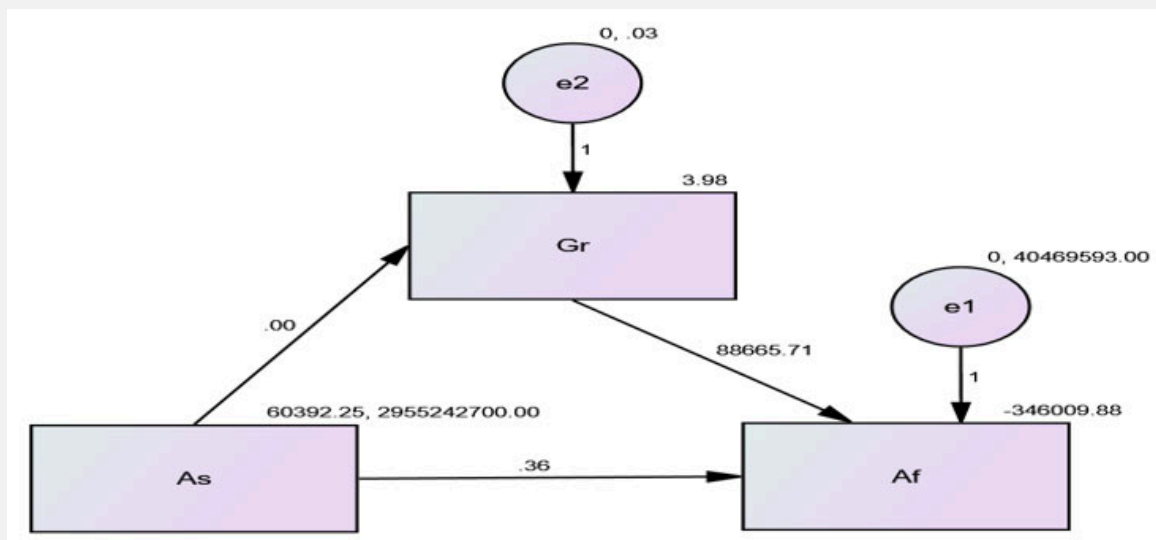 0, .03
e2
1
3.98
Gr
0, 40469593.00
e1
.00
88665.71
1
60392.25, 2955242700.00
-346009.88
As
.36
Af